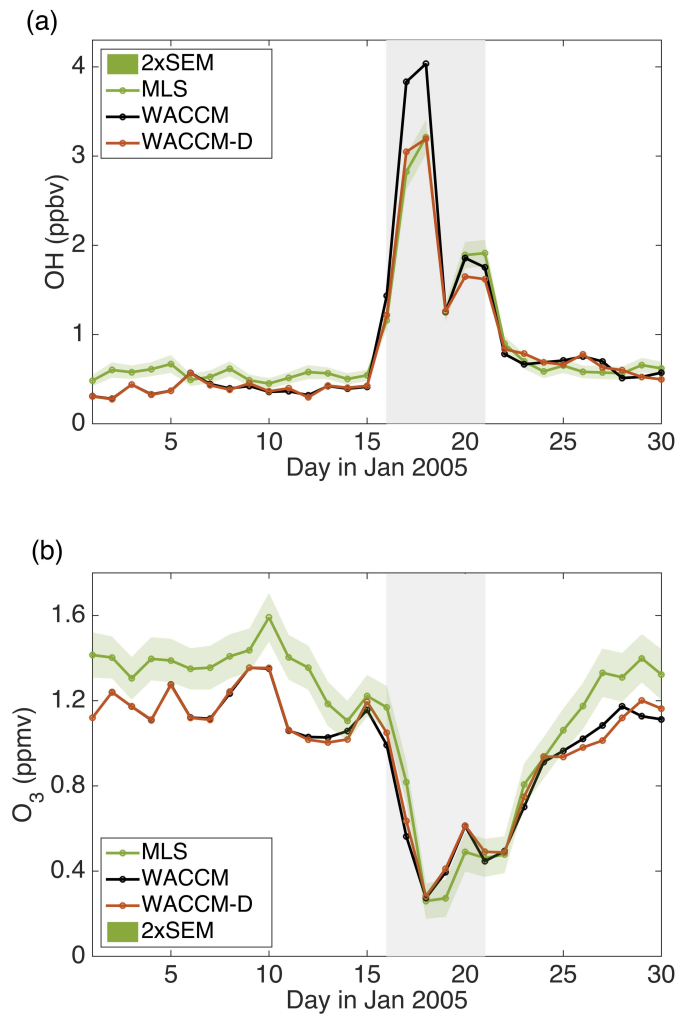 (a)
4
3
2
1
0
OH (ppbv)
2xSEM
MLS
WACCM
WACCM-D
5 10 15 20 25 30
Day in Jan 2005
(b)
1.6
1.2
0.8
0.4
0
O₃ (ppmv)
MLS
WACCM
WACCM-D
2xSEM
5 10 15 20 25 30
Day in Jan 2005